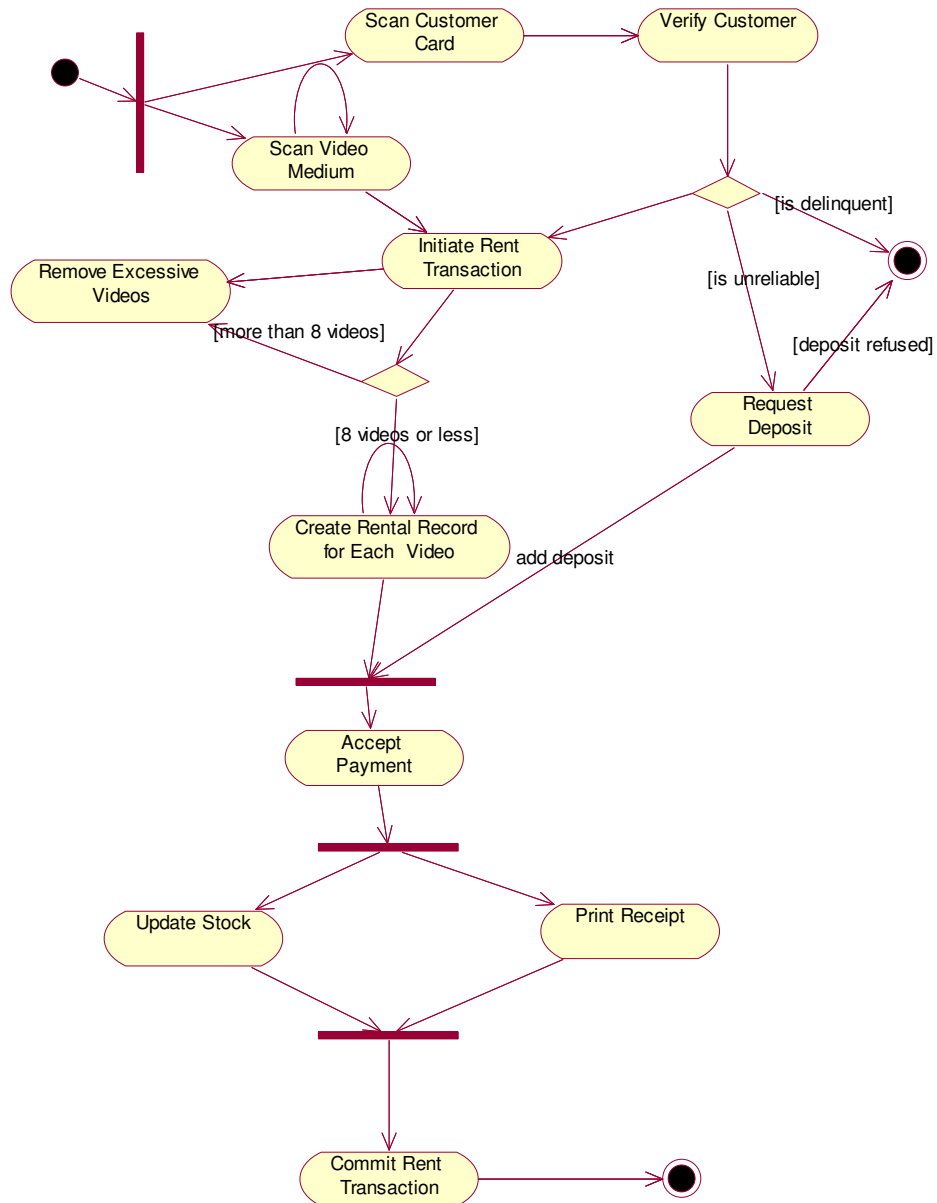 Scan Customer
Card
Verify Customer
Scan Video
Medium
[is delinquent]
Initiate Rent
Transaction
Remove Excessive
Videos
[is unreliable]
[more than 8 videos]
[deposit refused]
Request
Deposit
[8 videos or less]
Create Rental Record
for Each Video
add deposit
Accept
Payment
Update Stock
Print Receipt
Commit Rent
Transaction